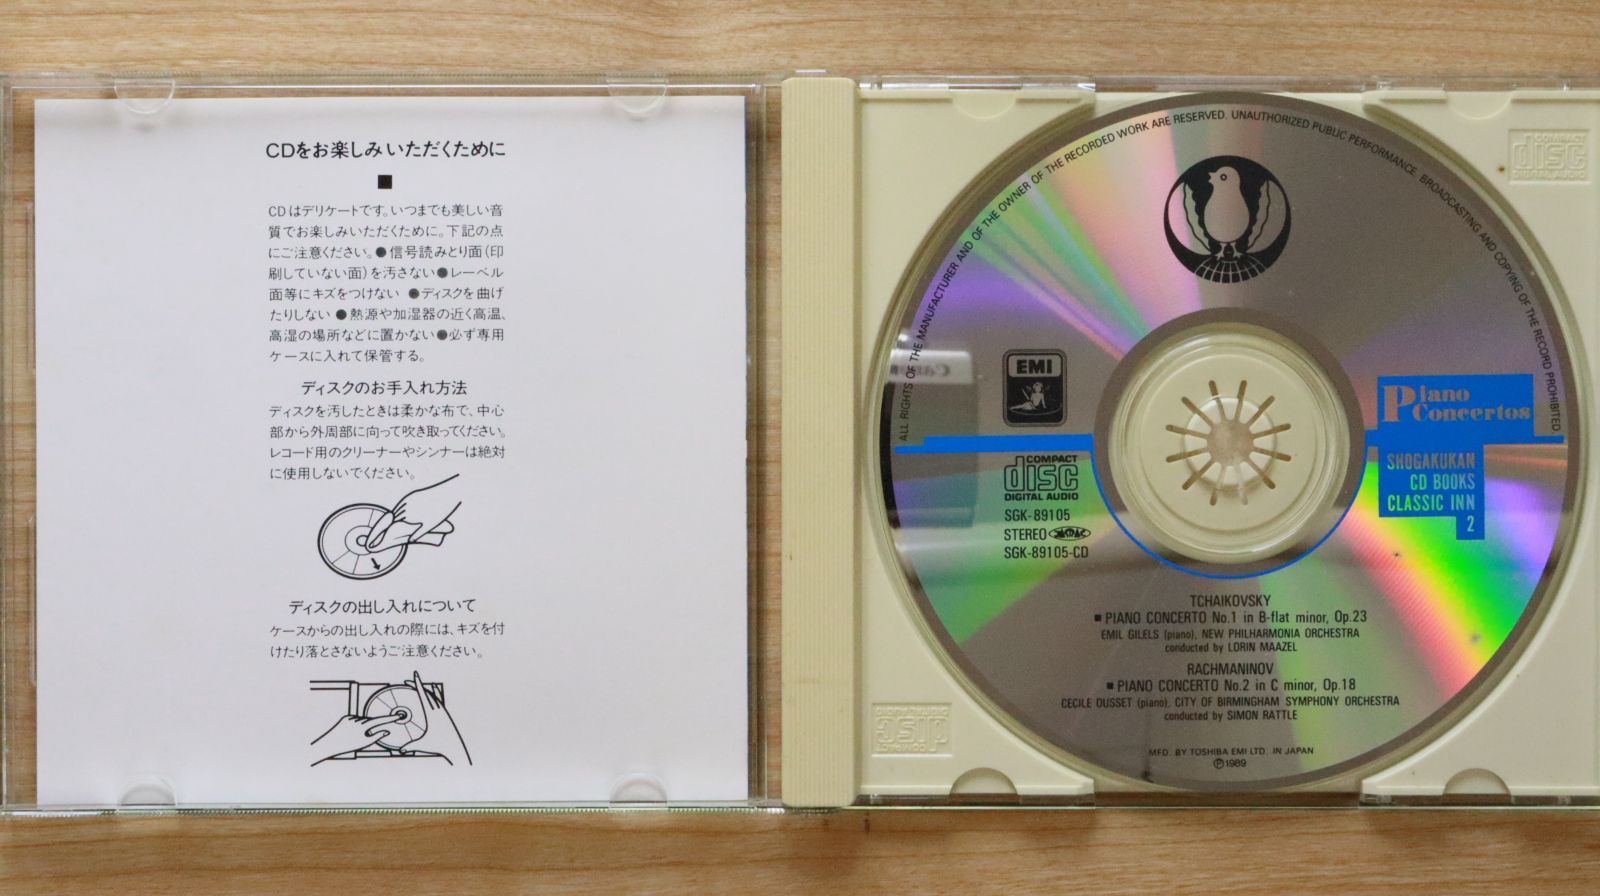 CDをお楽しみいただくために
■
CDはデリケートです。いつまでも美しい音
質でお楽しみいただくために。下記の点
にご注意ください。●信号読みとり面(印
刷していない面)を汚さない●レーベル
面等にキズをつけない ●ディスクを曲げ
たりしない ●熱源や加湿器の近く高温、
高湿の場所などに置かない●必ず専用
ケースに入れて保管する。
ディスクのお手入れ方法
ディスクを汚したときは柔かな布で、中心
部から外周部に向って吹き取ってください。
レコード用のクリーナーやシンナーは絶対
に使用しないでください。
ディスクの出し入れについて
ケースからの出し入れの際には、キズを付
けたり落とさないようご注意ください。
ALL RIGHTS OF THE MANUFACTURER AND OF THE OWNER OF THE RECORDED WORK ARE RESERVED. UNAUTHORIZED PUBLIC PERFORMANCE, BROADCASTING AND COPYING OF THE RECORD PROHIBITED.
EMI
Piano
Concertos
SHOGAKUKAN
CD BOOKS
CLASSIC INN
2
COMPACT
disc
DIGITAL AUDIO
SGK-89105
STEREO
SGK-89105-CD
TCHAIKOVSKY
■ PIANO CONCERTO No.1 in B-flat minor, Op.23
EMIL GILELS (piano), NEW PHILHARMONIA ORCHESTRA
conducted by LORIN MAAZEL
RACHMANINOV
■ PIANO CONCERTO No.2 in C minor, Op.18
CECILE OUSSET (piano), CITY OF BIRMINGHAM SYMPHONY ORCHESTRA
conducted by SIMON RATTLE
MFD. BY TOSHIBA EMI LTD. IN JAPAN
Ⓟ1989
COMPACT
disc
DIGITAL AUDIO
COMPACT
disc
DIGITAL AUDIO